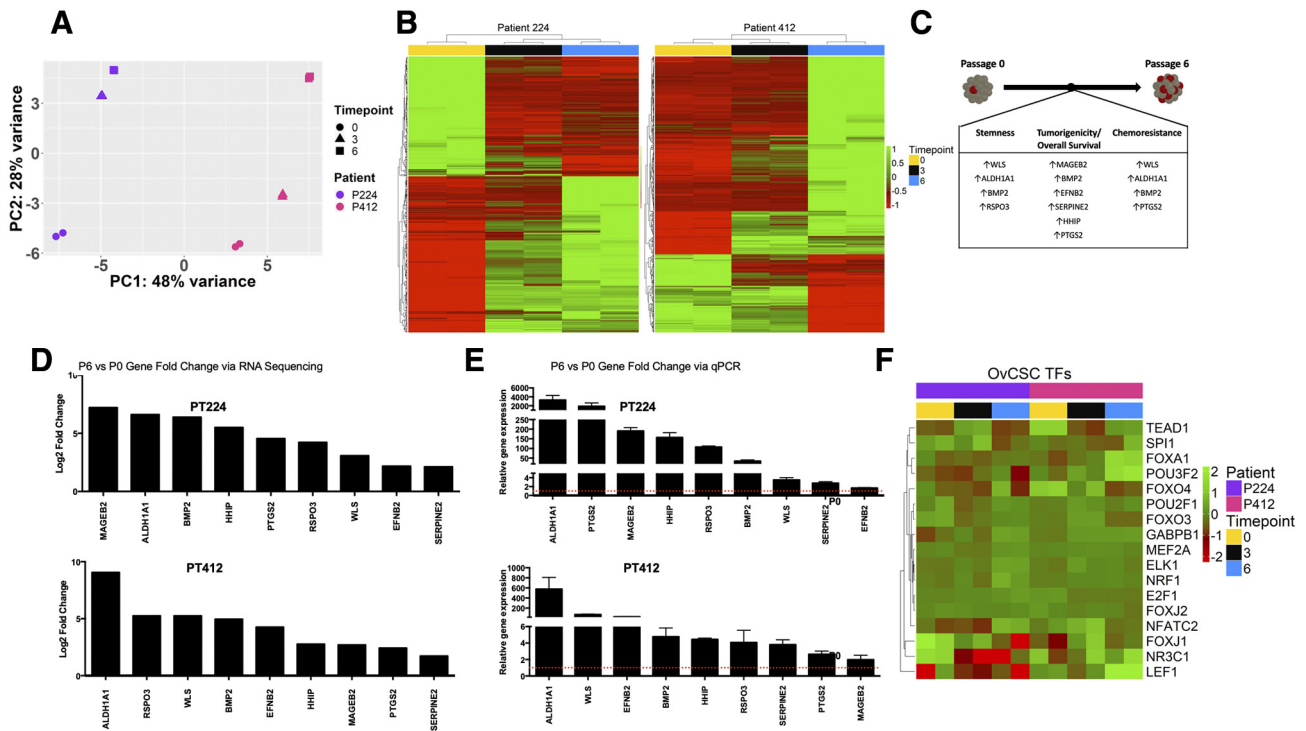 A
PC2: 28% variance
3
0
-3
-6
-5
0
5
PC1: 48% variance
Timepoint
0
3
6
Patient
P224
P412
B
Patient 224
Patient 412
1
0.5
0
-0.5
-1
Timepoint
0
3
6
C
Passage 0
Passage 6
Stemness
Tumorigenicity/
Overall Survival
Chemoresistance
↑WLS ↑MAGEB2 ↑WLS
↑ALDH1A1 ↑BMP2 ↑ALDH1A1
↑BMP2 ↑EFNB2 ↑BMP2
↑RSPO3 ↑SERPINE2 ↑PTGS2
↑HHIP
↑PTGS2
D
P6 vs P0 Gene Fold Change via RNA Sequencing
PT224
Log2 Fold Change
10
5
0
MAGEB2 ALDH1A1 BMP2 HHIP PTGS2 RSPO3 WLS EFNB2 SERPINE2
PT412
Log2 Fold Change
10
5
0
ALDH1A1 RSPO3 WLS BMP2 EFNB2 HHIP MAGEB2 PTGS2 SERPINE2
E
P6 vs P0 Gene Fold Change via qPCR
PT224
Relative gene expression
6000
4000
2000
250
200
150
100
50
4
2
0
P0
ALDH1A1 PTGS2 MAGEB2 HHIP RSPO3 BMP2 WLS SERPINE2 EFNB2
PT412
Relative gene expression
1000
800
600
400
200
6
4
2
0
ALDH1A1 WLS EFNB2 BMP2 HHIP RSPO3 SERPINE2 PTGS2 MAGEB2
F
OvCSC TFs
TEAD1
SPI1
FOXA1
POU3F2
FOXO4
POU2F1
FOXO3
GABPB1
MEF2A
ELK1
NRF1
E2F1
FOXJ2
NFATC2
FOXJ1
NR3C1
LEF1
2
1
0
-1
-2
Patient
P224
P412
Timepoint
0
3
6